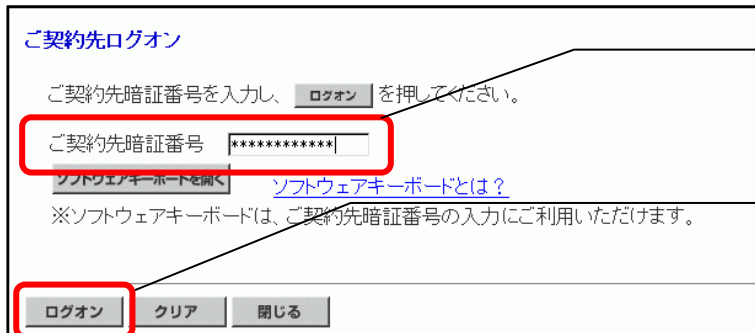 ご契約先ログオン
ご契約先暗証番号を入力し、 ログオン を押してください。
ご契約先暗証番号 ************
ソフトウェアキーボードを開く ソフトウェアキーボードとは？
※ソフトウェアキーボードは、ご契約先暗証番号の入力にご利用いただけます。
ログオン クリア 閉じる